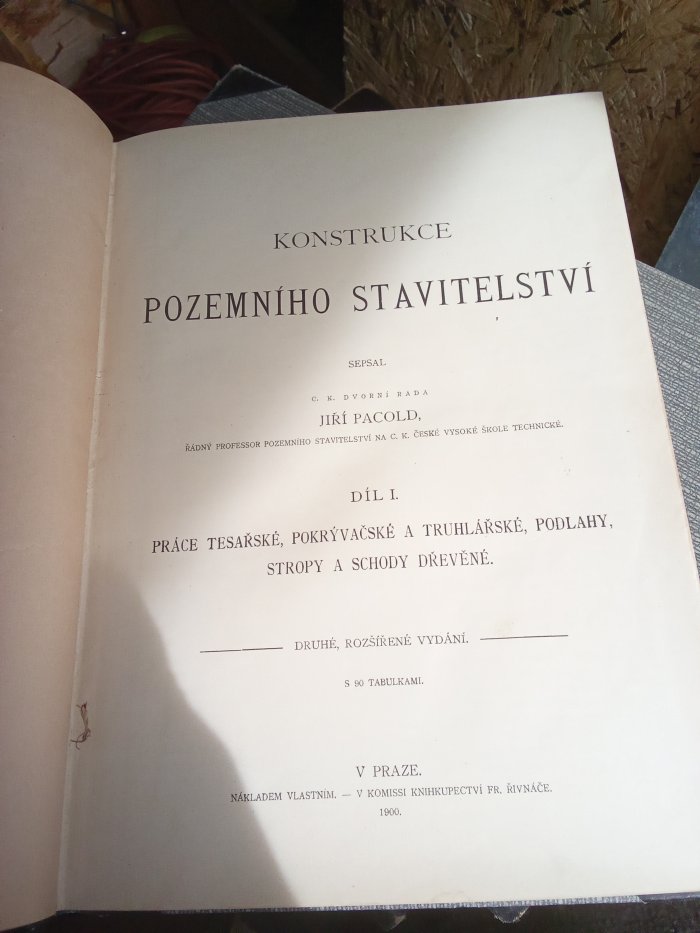 KONSTRUKCE
POZEMNÍHO STAVITELSTVÍ
SEPSAL
C. K. DVORNÍ RADA
JIŘÍ PACOLD,
ŘÁDNÝ PROFESSOR POZEMNÍHO STAVITELSTVÍ NA C. K. ČESKÉ VYSOKÉ ŠKOLE TECHNICKÉ.
DÍL I.
PRÁCE TESAŘSKÉ, POKRÝVAČSKÉ A TRUHLÁŘSKÉ, PODLAHY,
STROPY A SCHODY DŘEVĚNÉ.
DRUHÉ, ROZŠÍŘENÉ VYDÁNÍ.
S 90 TABULKAMI.
V PRAZE.
NÁKLADEM VLASTNÍM. — V KOMISSI KNIHKUPECTVÍ FR. ŘIVNÁČE.
1900.